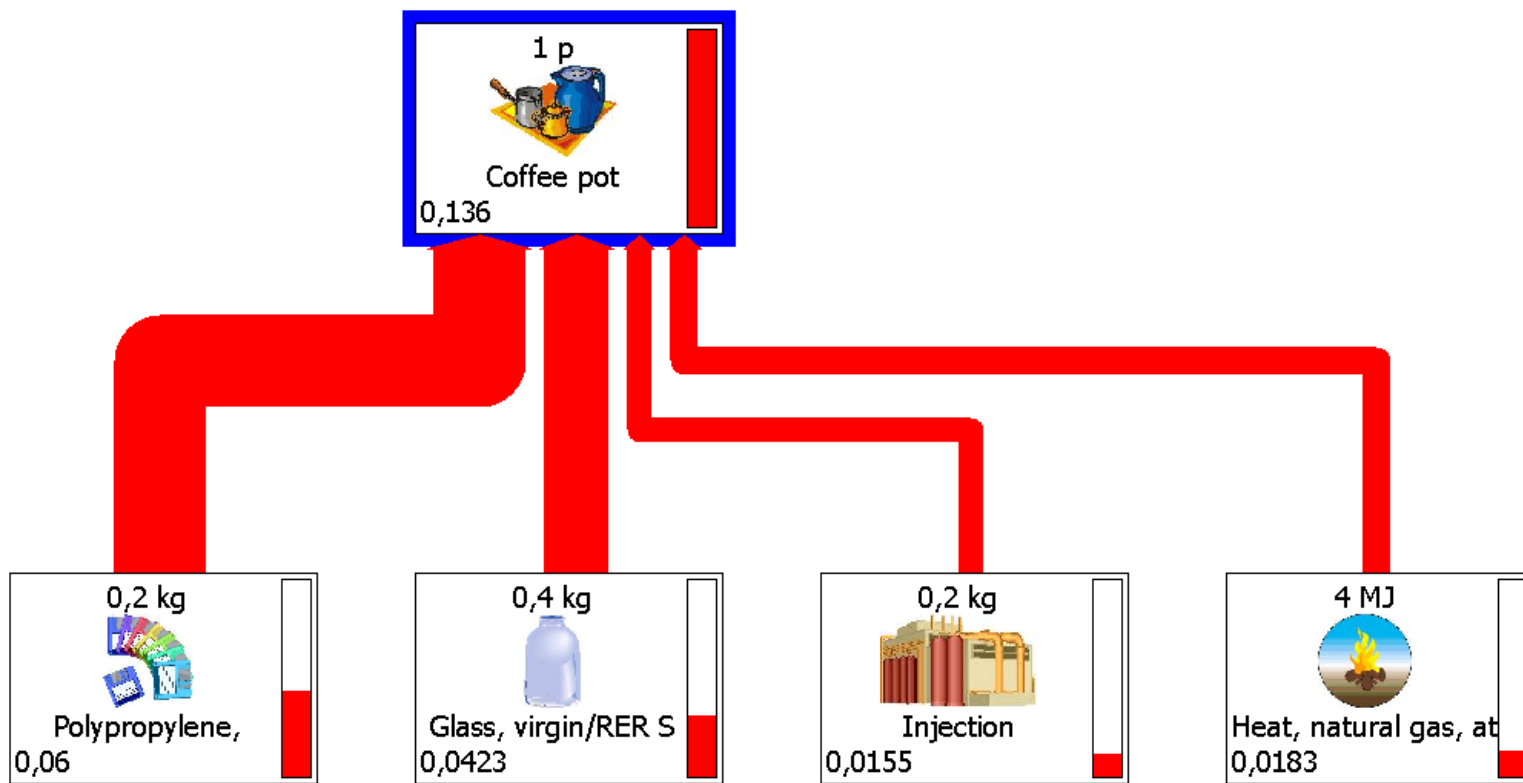 1 p
Coffee pot
0,136
0,2 kg
Polypropylene,
0,06
0,4 kg
Glass, virgin/RER S
0,0423
0,2 kg
Injection
0,0155
4 MJ
Heat, natural gas, at
0,0183